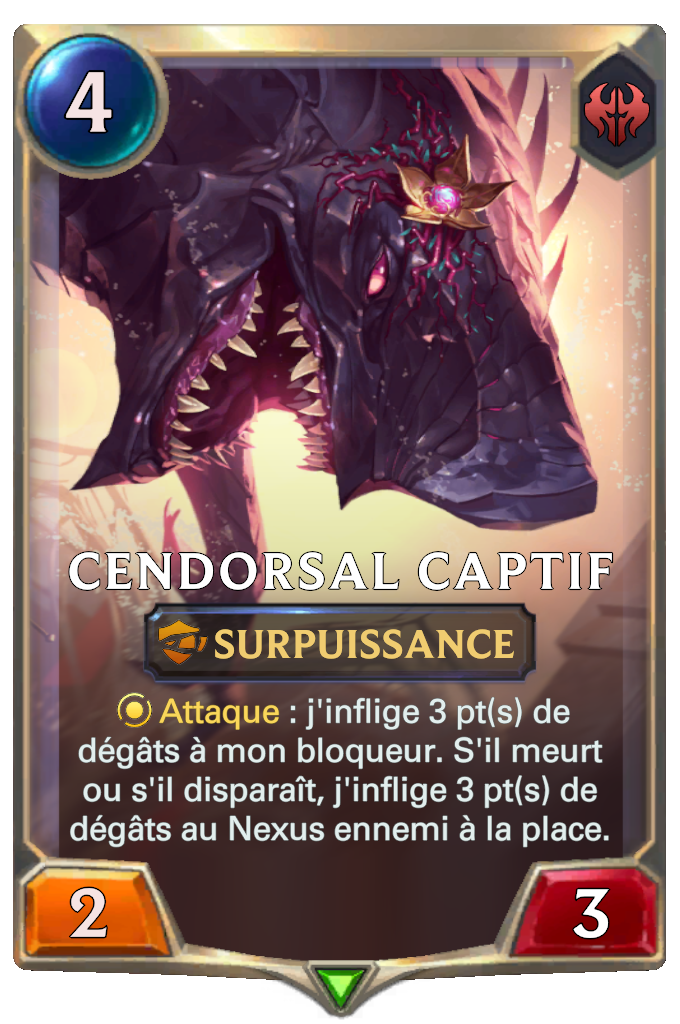 4
CENDORSAL CAPTIF
SURPUISSANCE
Attaque : j'inflige 3 pt(s) de
dégâts à mon bloqueur. S'il meurt
ou s'il disparaît, j'inflige 3 pt(s) de
dégâts au Nexus ennemi à la place.
2
3